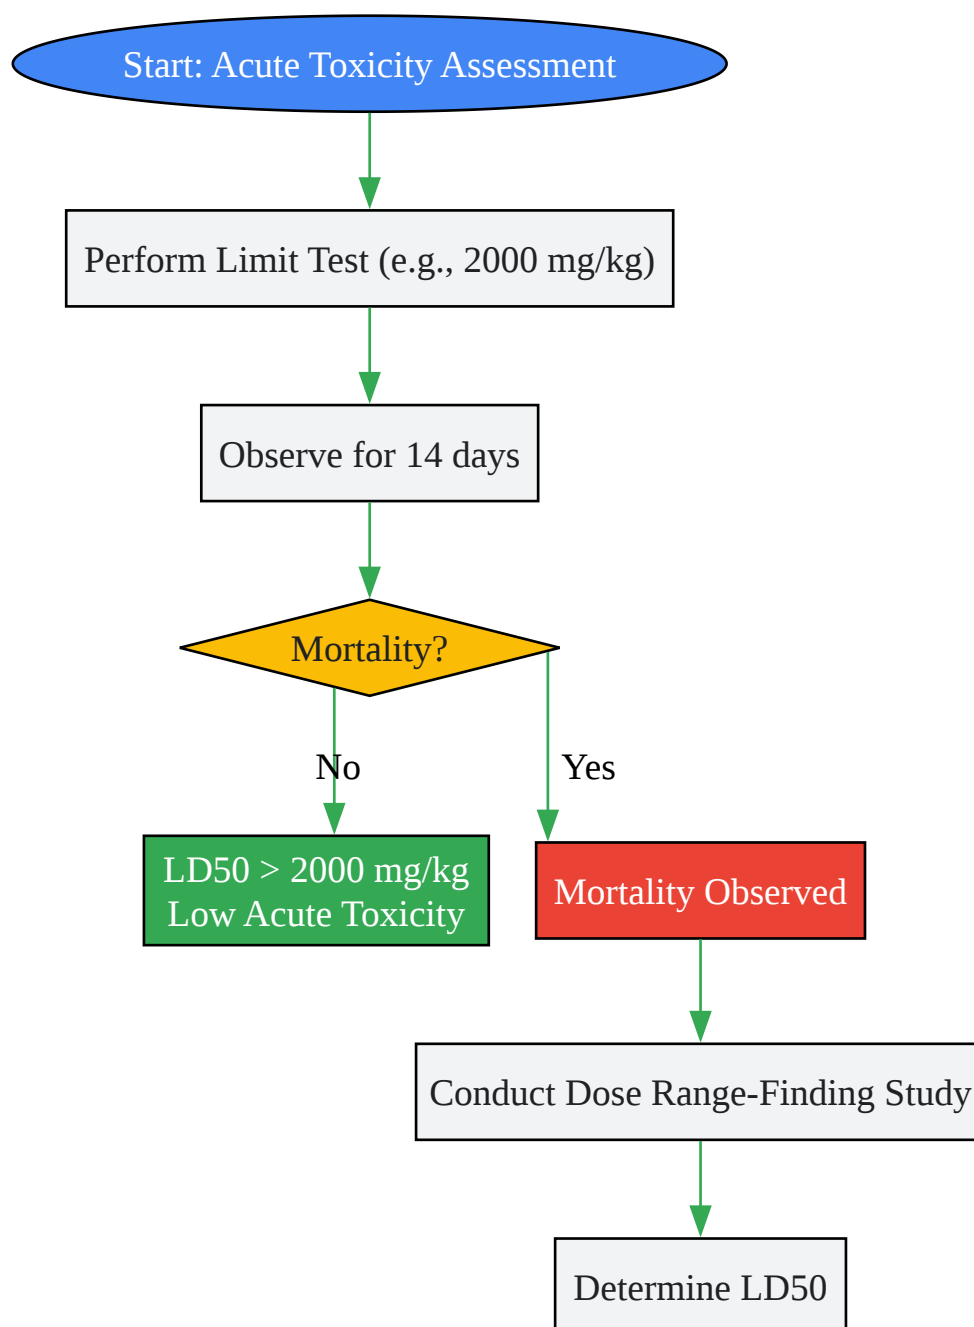 Start: Acute Toxicity Assessment
Perform Limit Test (e.g., 2000 mg/kg)
Observe for 14 days
Mortality?
No
Yes
LD50 > 2000 mg/kg
Low Acute Toxicity
Mortality Observed
Conduct Dose Range-Finding Study
Determine LD50